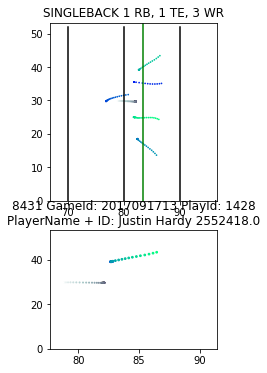 SINGLEBACK 1 RB, 1 TE, 3 WR
50
40
30
20
10
0
70 80 90
8431 GameId: 2017091713 PlayId: 1428
PlayerName + ID: Justin Hardy 2552418.0
40
20
0
80 85 90